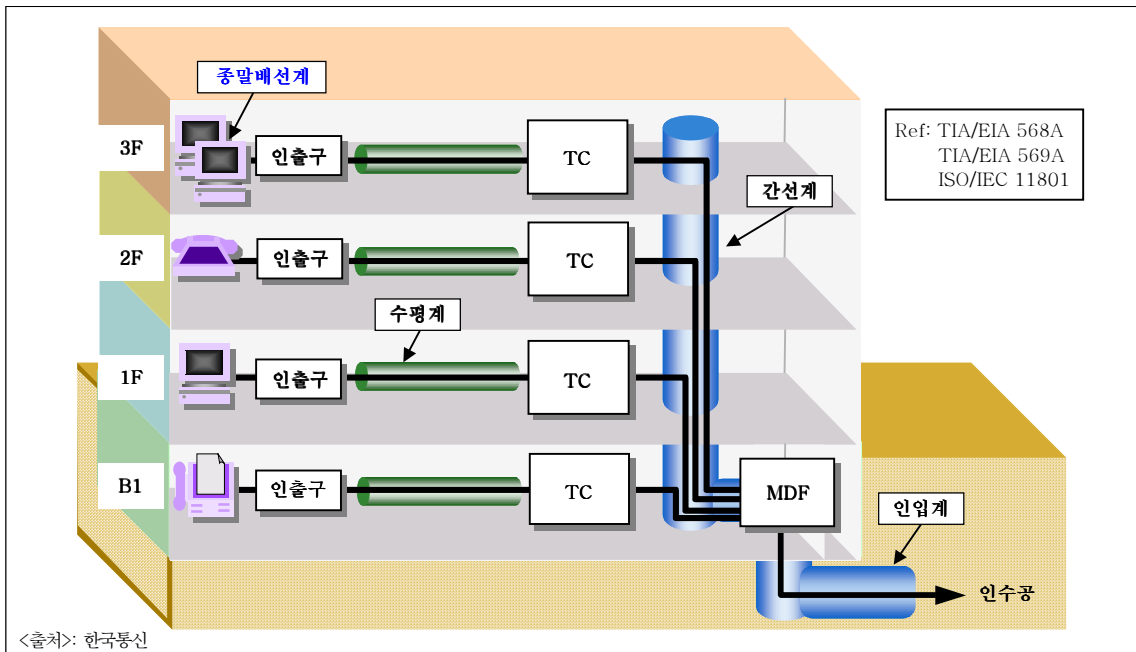 종말배선계
Ref: TIA/EIA 568A
TIA/EIA 569A
ISO/IEC 11801
3F
인출구
TC
간선계
2F
인출구
TC
수평계
1F
인출구
TC
B1
인출구
TC
MDF
인입계
인수공
<출처>: 한국통신